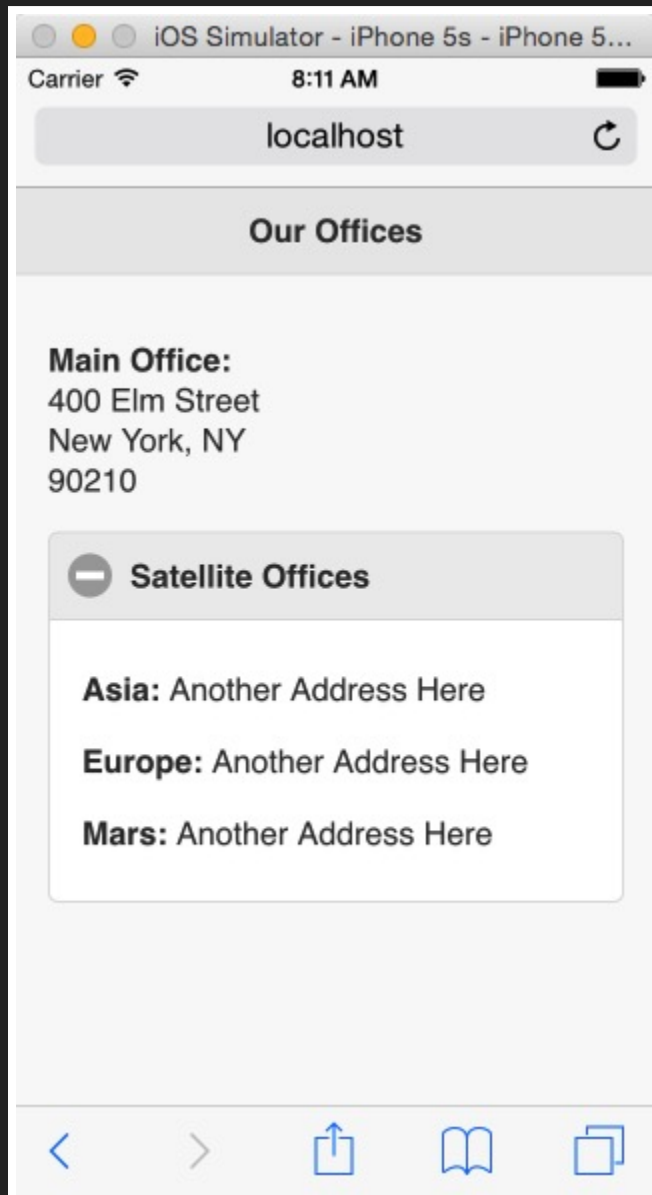 iOS Simulator - iPhone 5s - iPhone 5...
Carrier 8:11 AM
localhost
Our Offices
Main Office:
400 Elm Street
New York, NY
90210
Satellite Offices
Asia: Another Address Here
Europe: Another Address Here
Mars: Another Address Here